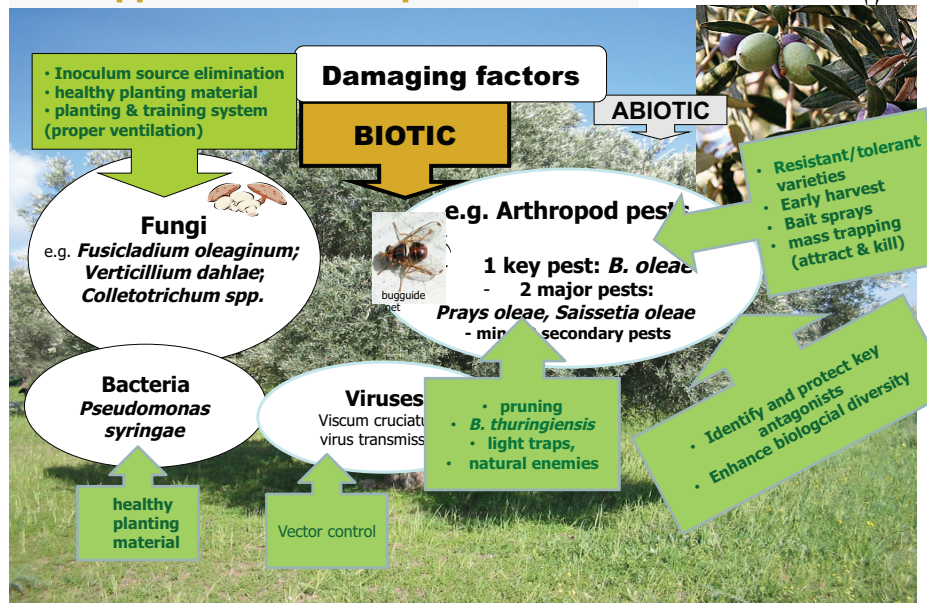 Damaging factors
BIOTIC
ABIOTIC
• Inoculum source elimination
• healthy planting material
• planting & training system
(proper ventilation)
Fungi
e.g. Fusicladium oleaginum;
Verticillium dahlae;
Colletotrichum spp.
Bacteria
Pseudomonas
syringae
healthy
planting
material
Viruses
Viscum
virus
Vector control
e.g. Arthropod pests
1 key pest: B. oleae
- 2 major pests:
Prays oleae, Saissetia oleae
- secondary pests
bugguide
net
• pruning
• B. thuringiensis
• light traps,
• natural enemies
• Resistant/tolerant
varieties
• Early harvest
• Bait sprays
• mass trapping
(attract & kill)
• Identify and protect key
antagonists
• Enhance biologcial diversity